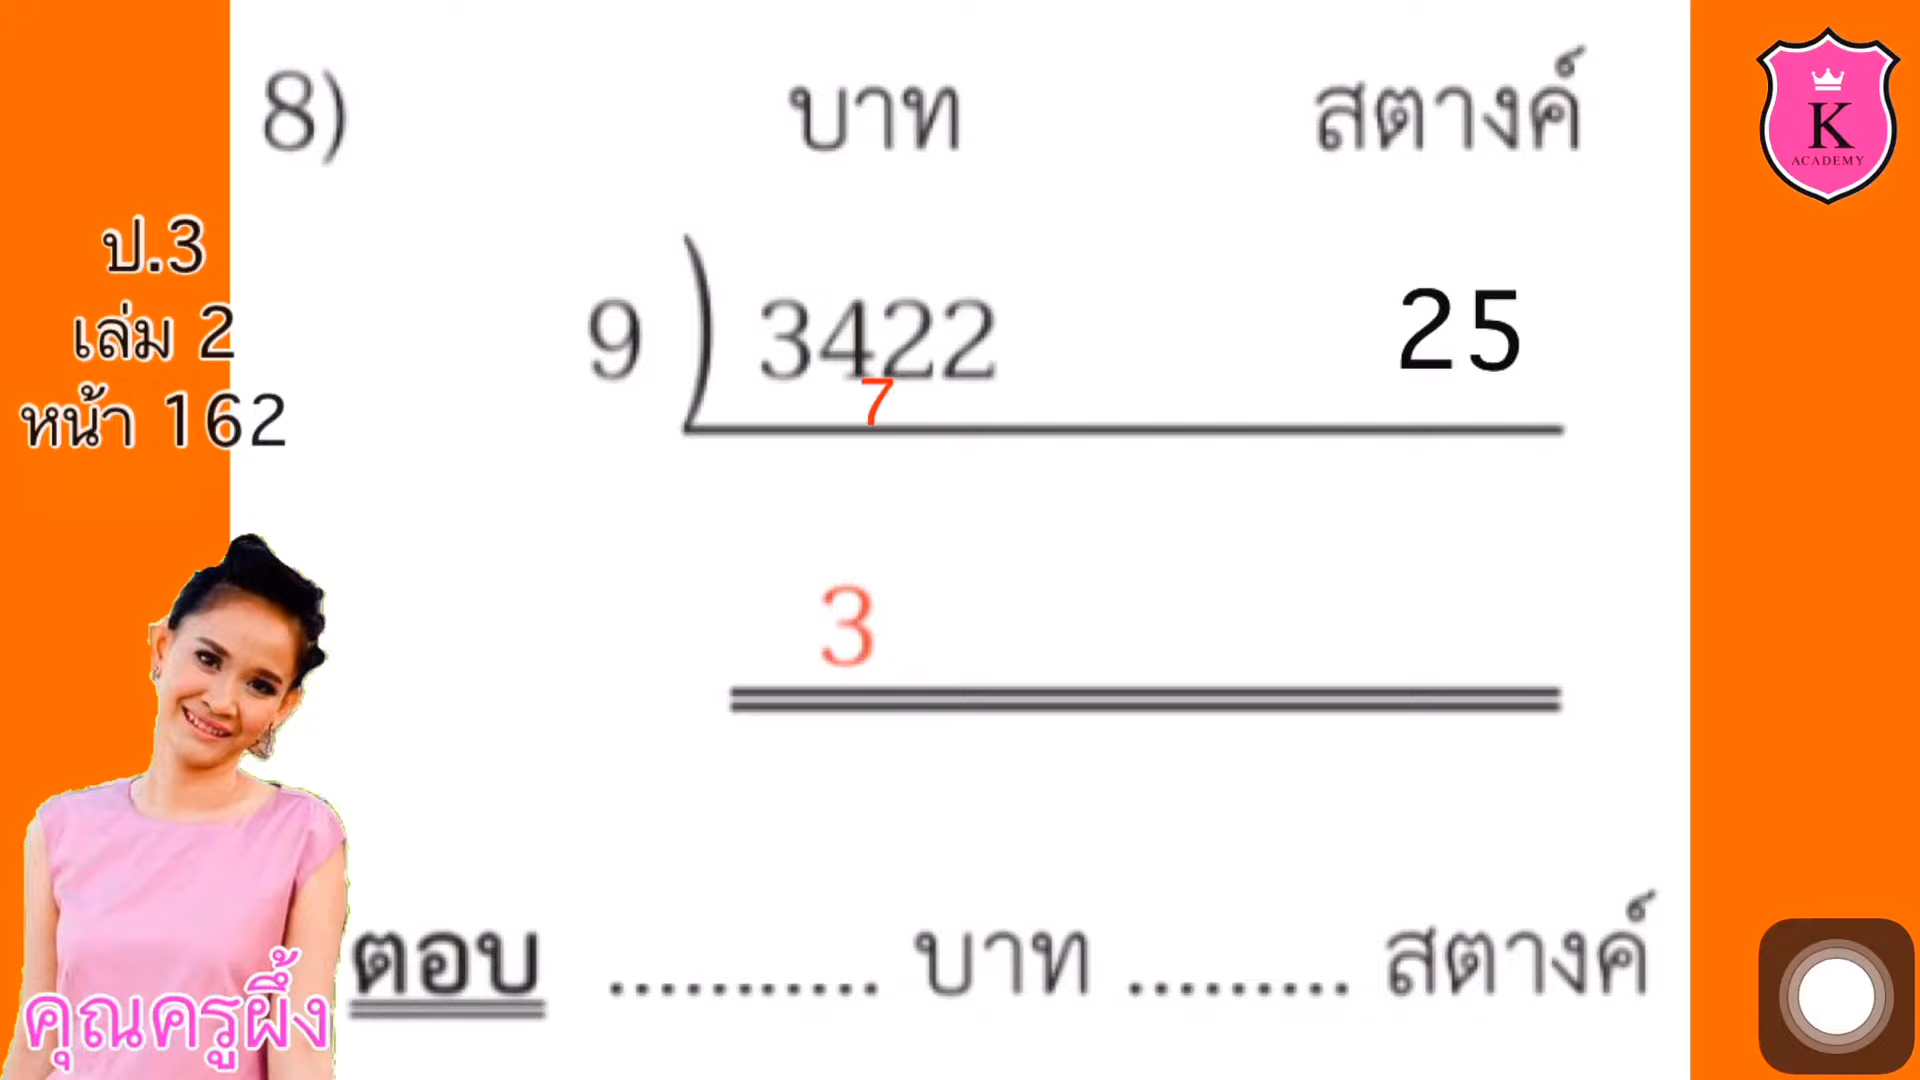 8) บาท สตางค์
K
ACADEMY
ป.3
เล่ม 2
หน้า 162
9 3422 25
7
3
ตอบ ........... บาท ......... สตางค์
คุณครูผึ้ง